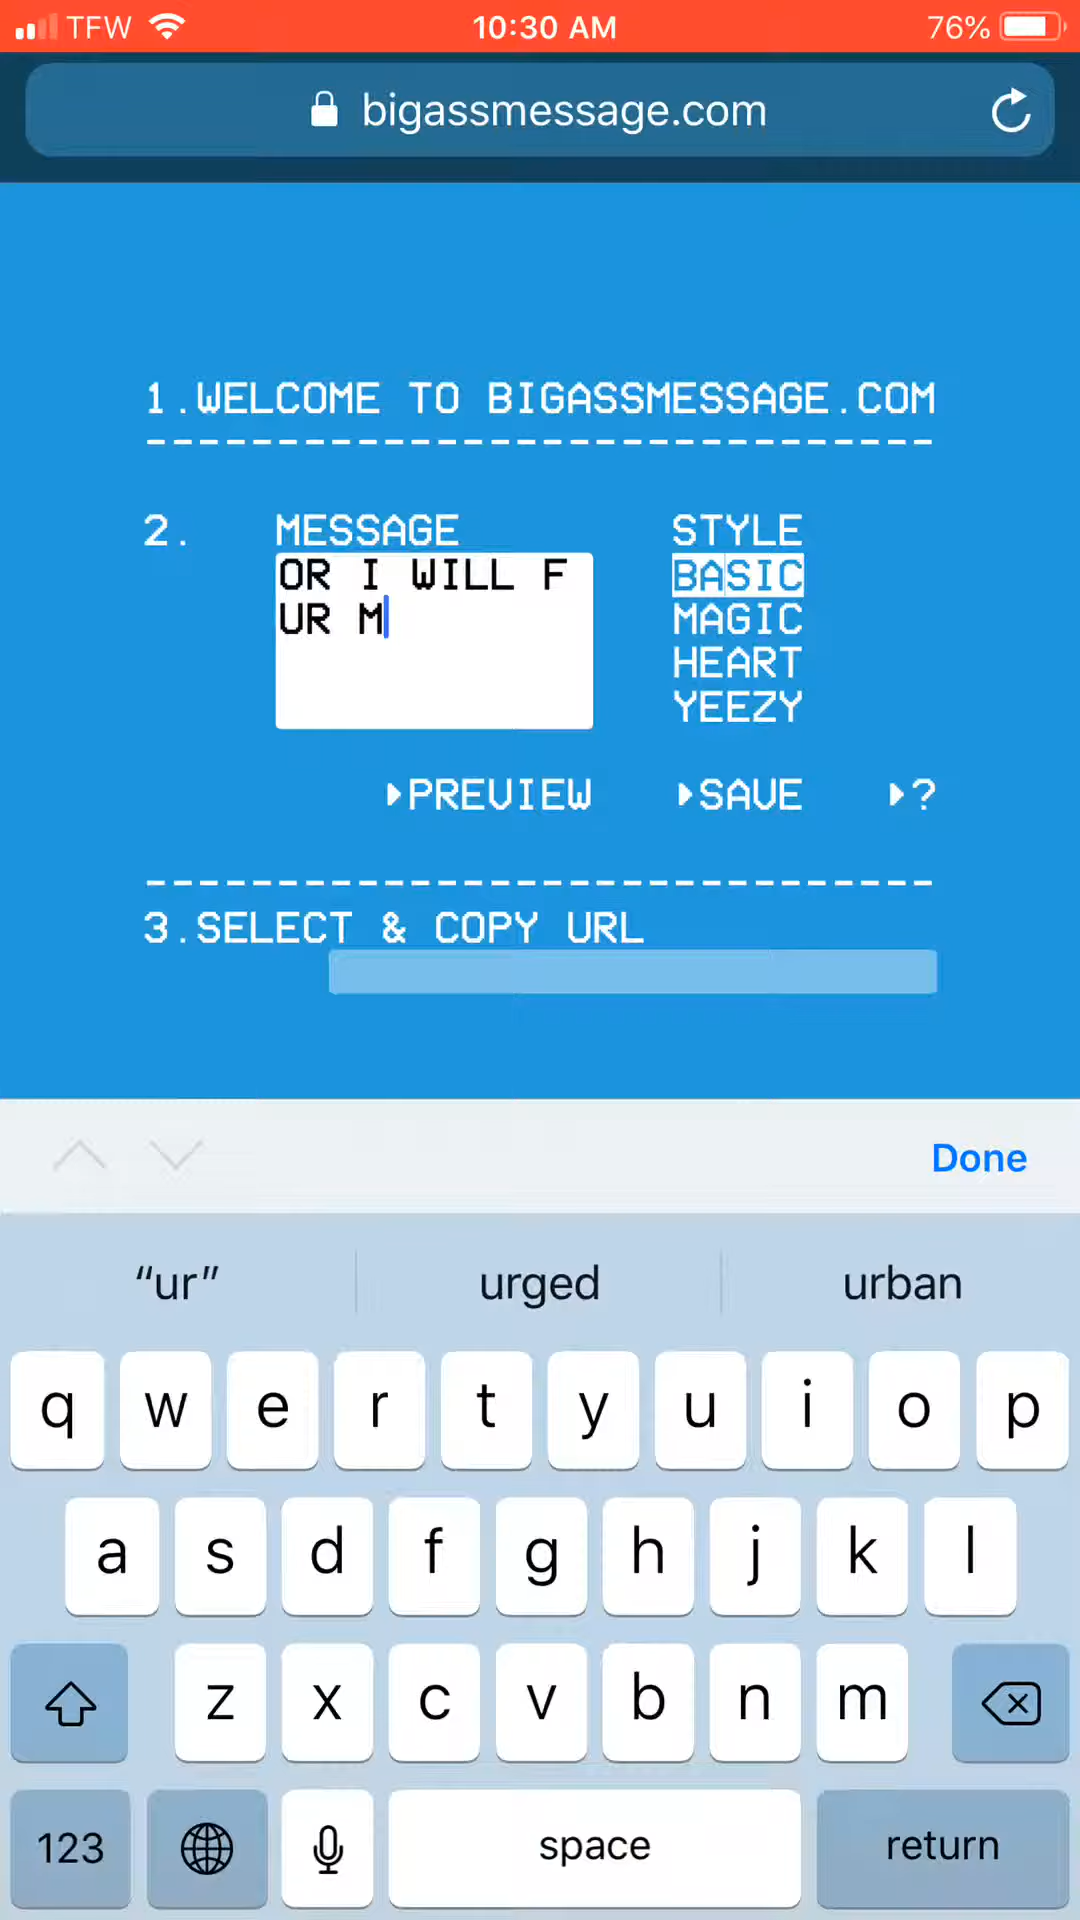 TFW 10:30 AM 76%
bigassmessage.com
1.WELCOME TO BIGASSMESSAGE.COM
------------------------------
2. MESSAGE STYLE
OR I WILL F BASIC
UR M MAGIC
HEART
YEEZY
PREVIEW SAVE ?
------------------------------
3.SELECT & COPY URL
Done
“ur” urged urban
q w e r t y u i o p
a s d f g h j k l
z x c v b n m
123 space return